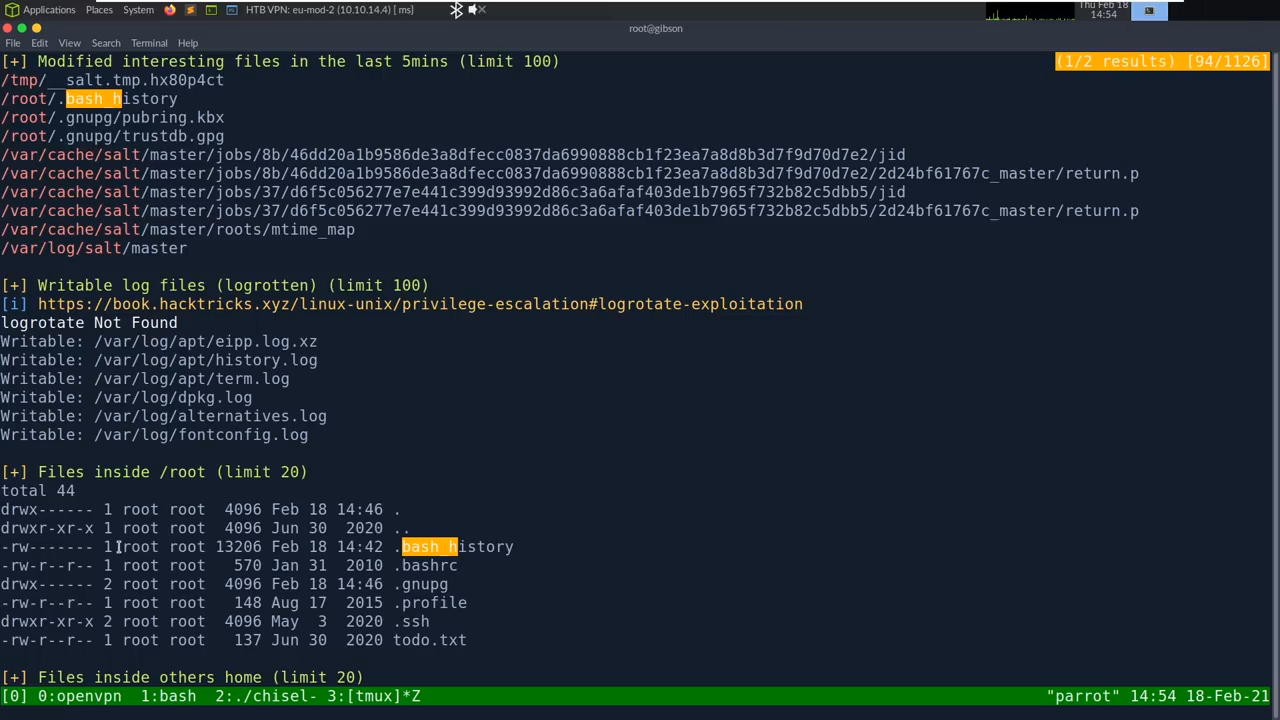 Applications Places System HTB VPN: eu-mod-2 (10.10.14.4) [ ms] Thu Feb 18 14:54
root@gibson
File Edit View Search Terminal Help
[+] Modified interesting files in the last 5mins (limit 100) (1/2 results) [94/1126]
/tmp/__salt.tmp.hx80p4ct
/root/.bash_history
/root/.gnupg/pubring.kbx
/root/.gnupg/trustdb.gpg
/var/cache/salt/master/jobs/8b/46dd20a1b9586de3a8dfecc0837da6990888cb1f23ea7a8d8b3d7f9d70d7e2/jid
/var/cache/salt/master/jobs/8b/46dd20a1b9586de3a8dfecc0837da6990888cb1f23ea7a8d8b3d7f9d70d7e2/2d24bf61767c_master/return.p
/var/cache/salt/master/jobs/37/d6f5c056277e7e441c399d93992d86c3a6afaf403de1b7965f732b82c5dbb5/jid
/var/cache/salt/master/jobs/37/d6f5c056277e7e441c399d93992d86c3a6afaf403de1b7965f732b82c5dbb5/2d24bf61767c_master/return.p
/var/cache/salt/master/roots/mtime_map
/var/log/salt/master
[+] Writable log files (logrotten) (limit 100)
[i] https://book.hacktricks.xyz/linux-unix/privilege-escalation#logrotate-exploitation
logrotate Not Found
Writable: /var/log/apt/eipp.log.xz
Writable: /var/log/apt/history.log
Writable: /var/log/apt/term.log
Writable: /var/log/dpkg.log
Writable: /var/log/alternatives.log
Writable: /var/log/fontconfig.log
[+] Files inside /root (limit 20)
total 44
drwx------ 1 root root  4096 Feb 18 14:46 .
drwxr-xr-x 1 root root  4096 Jun 30  2020 ..
-rw------- 1 root root 13206 Feb 18 14:42 .bash_history
-rw-r--r-- 1 root root   570 Jan 31  2010 .bashrc
drwx------ 2 root root  4096 Feb 18 14:46 .gnupg
-rw-r--r-- 1 root root   148 Aug 17  2015 .profile
drwxr-xr-x 2 root root  4096 May  3  2020 .ssh
-rw-r--r-- 1 root root   137 Jun 30  2020 todo.txt
[+] Files inside others home (limit 20)
[0] 0:openvpn  1:bash  2:./chisel- 3:[tmux]*Z "parrot" 14:54 18-Feb-21